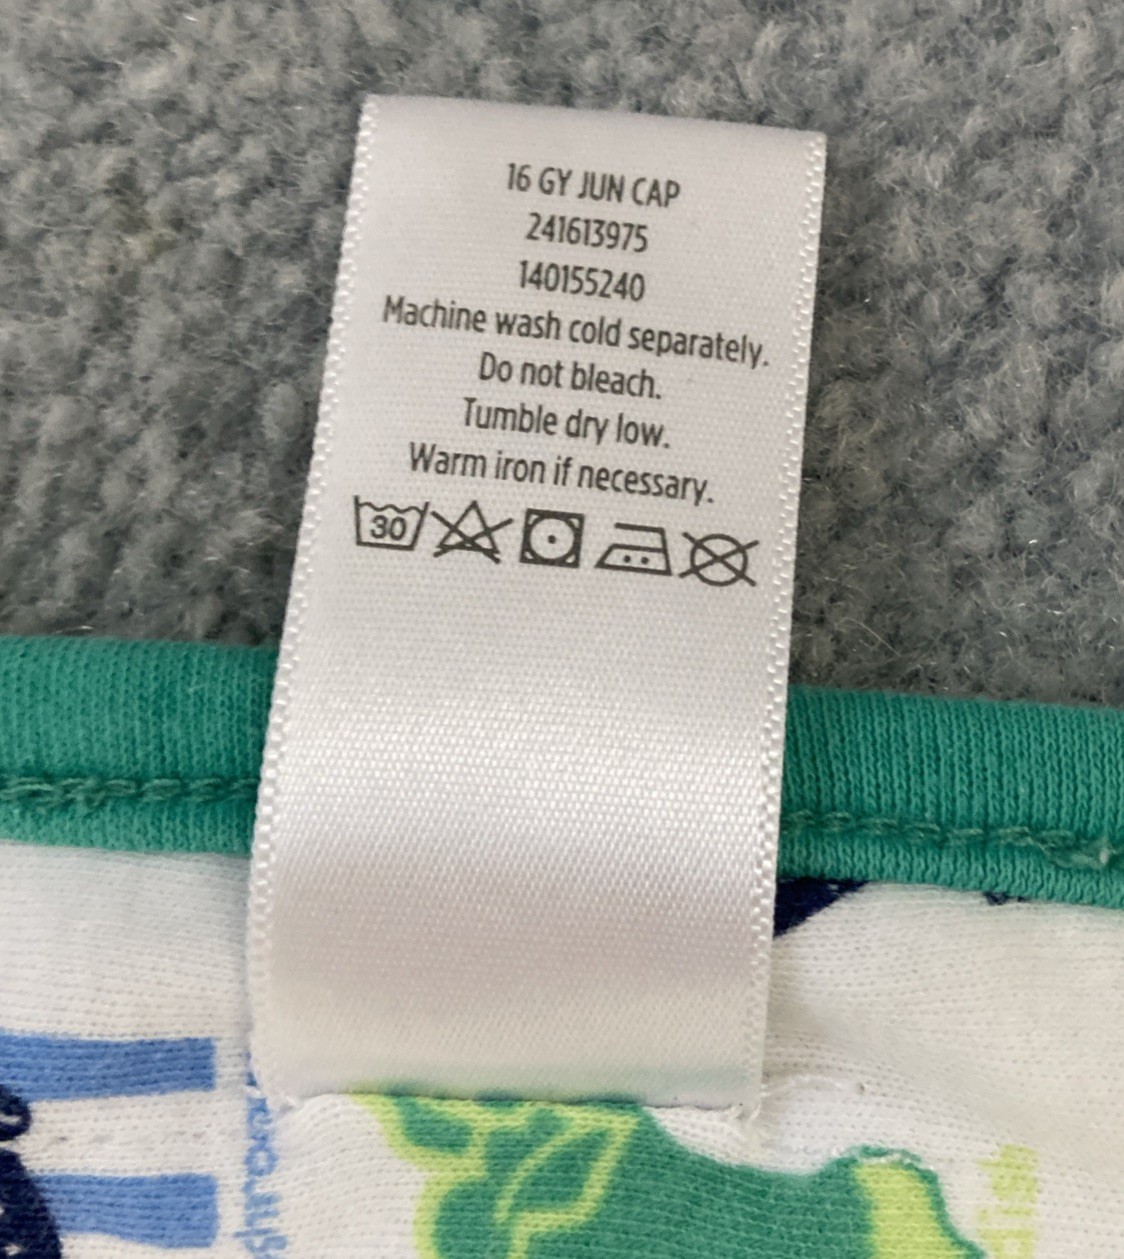 16 GY JUN CAP
241613975
140155240
Machine wash cold separately.
Do not bleach.
Tumble dry low.
Warm iron if necessary.
30